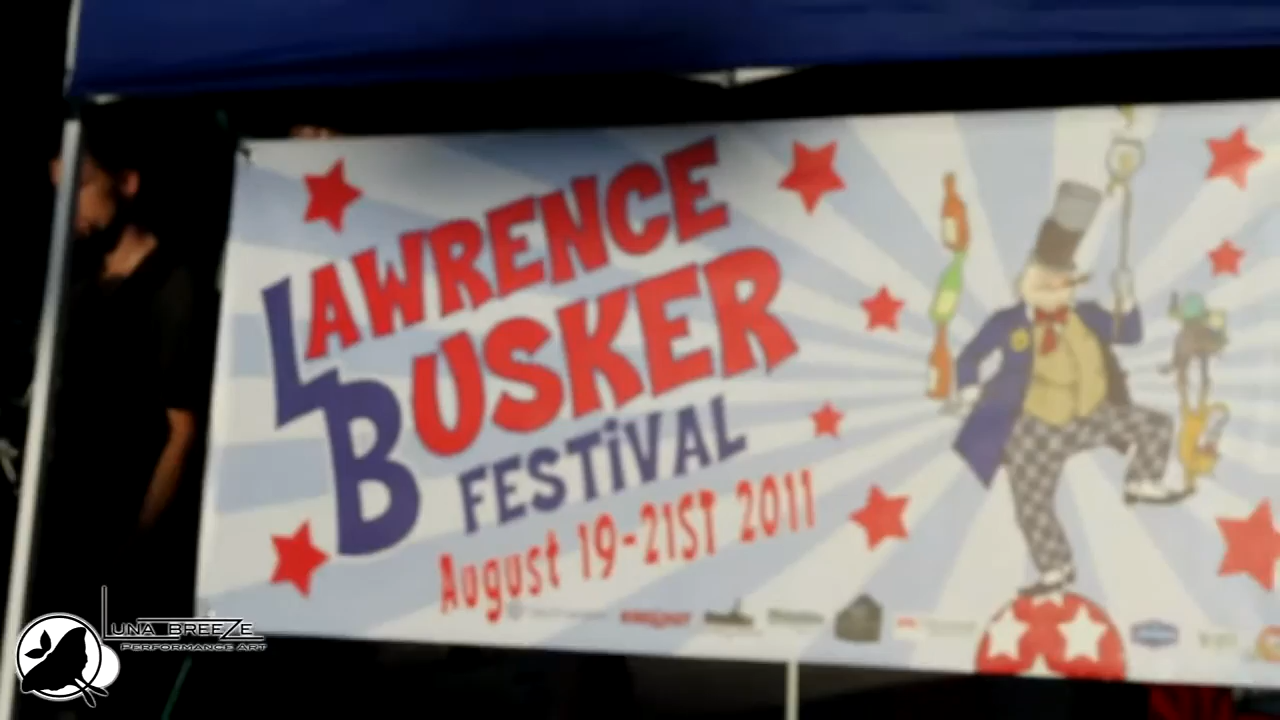 LAWRENCE
BUSKER
FESTiVAL
August 19-21ST 2011
LUNA BREEZE
PERFORMANCE ART